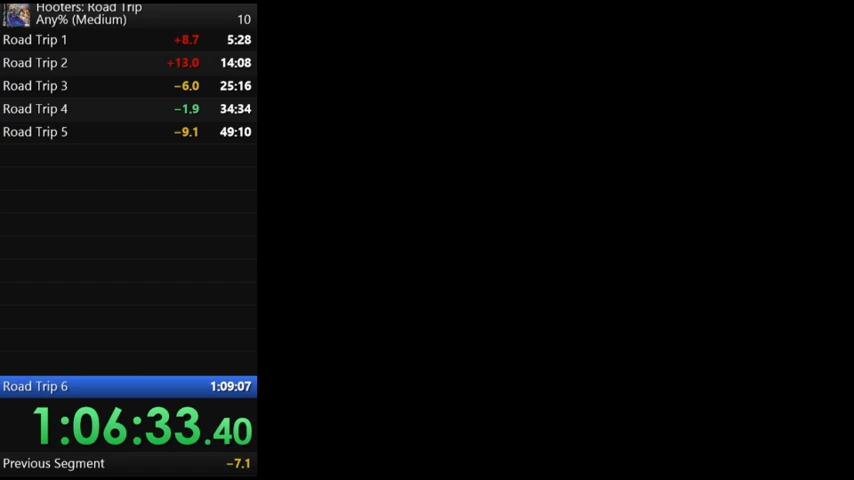 Hooters: Road Trip
Any% (Medium) 10
Road Trip 1 +8.7 5:28
Road Trip 2 +13.0 14:08
Road Trip 3 −6.0 25:16
Road Trip 4 −1.9 34:34
Road Trip 5 −9.1 49:10
Road Trip 6 1:09:07
1:06:33.40
Previous Segment −7.1